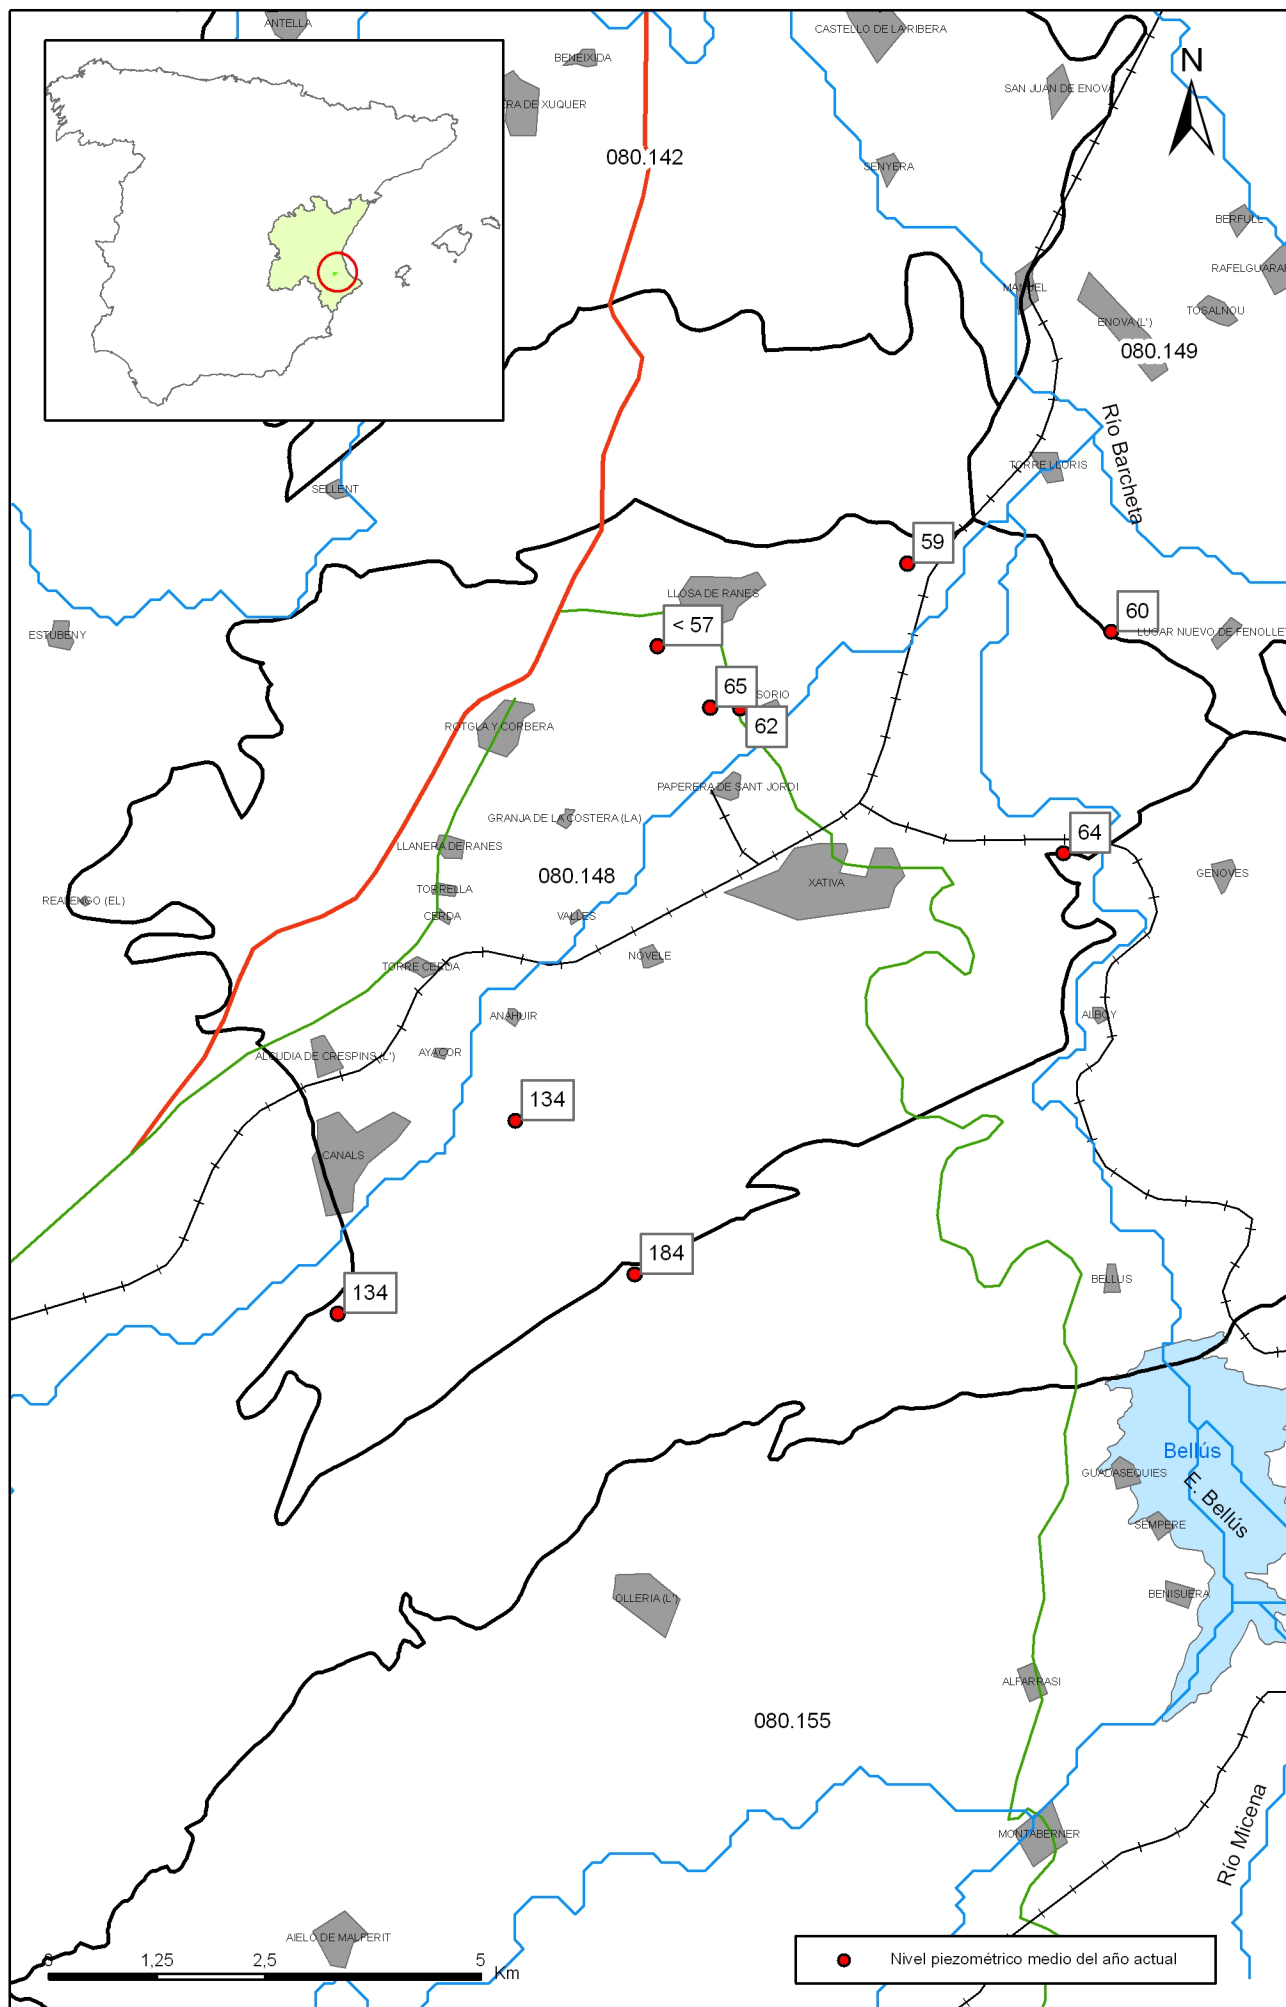 ANTELLA
CASTELLO DE LA RIBERA
BENEIXIDA
N
SAN JUAN DE ENOVA
RA DE XUQUER
080.142
SENYERA
BERFULL
RAFELGUARAF
MANUEL
TOSALNOU
ENOVA (L')
080.149
Río Barcheta
TORRE LLORIS
SELLENT
59
LLOSA DE RANES
60
< 57
ESTUBENY
LUGAR NUEVO DE FENOLLET
65
SORIO
62
ROTGLA Y CORBERA
PAPERERA DE SANT JORDI
GRANJA DE LA COSTERA (LA)
64
LLANERA DE RANES
080.148
GENOVES
XATIVA
TORRELLA
REALENGO (EL)
CERDA
VALLES
NOVELE
TORRE CERDA
ANAHUIR
ALBOY
ALCUDIA DE CRESPINS (L')
AYACOR
134
CANALS
184
BELLUS
134
Bellús
GUADASEQUIES
E. Bellús
SEMPERE
BENISUERA
OLLERIA (L')
ALFARRASI
080.155
MONTABERNER
Río Micena
AIELO DE MALFERIT
0 1,25 2,5 5
Km
Nivel piezométrico medio del año actual